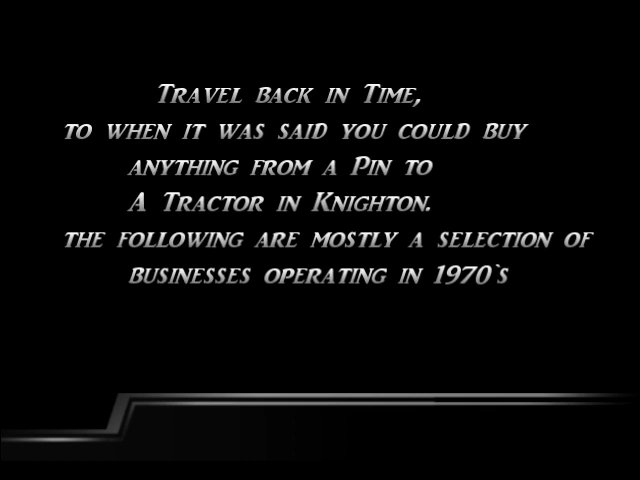 Travel back in Time,
to when it was said you could buy
anything from a Pin to
A Tractor in Knighton.
the following are mostly a selection of
businesses operating in 1970`s